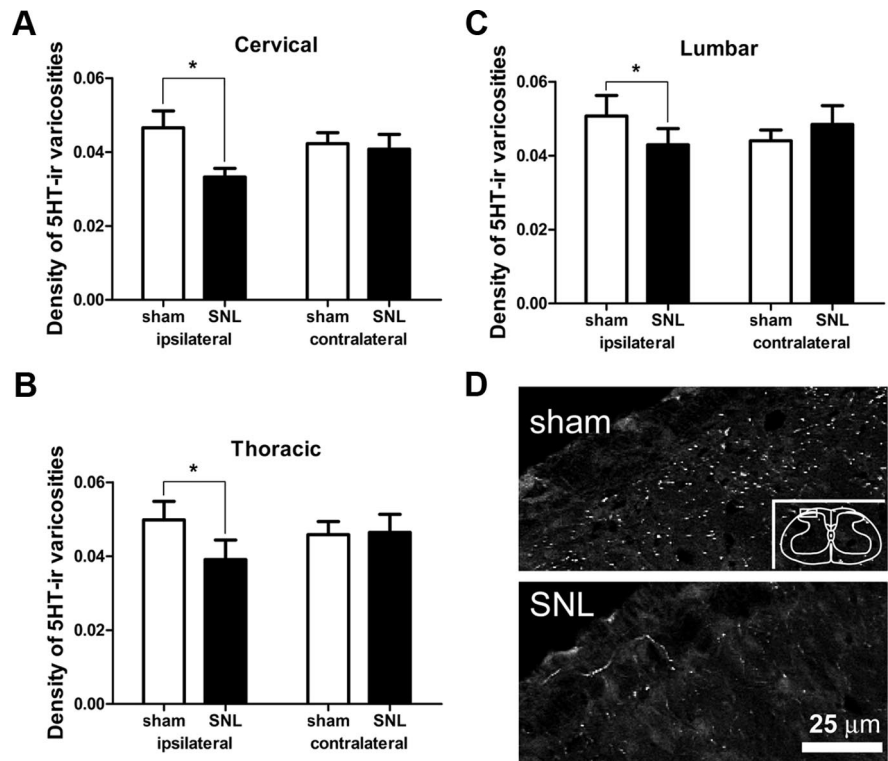 A
Cervical
Density of 5HT-ir varicosities
0.06
0.04
0.02
0.00
*
sham SNL sham SNL
ipsilateral contralateral
B
Thoracic
Density of 5HT-ir varicosities
0.06
0.04
0.02
0.00
*
sham SNL sham SNL
ipsilateral contralateral
C
Lumbar
Density of 5HT-ir varicosities
0.06
0.04
0.02
0.00
*
sham SNL sham SNL
ipsilateral contralateral
D
sham
SNL
25 μm